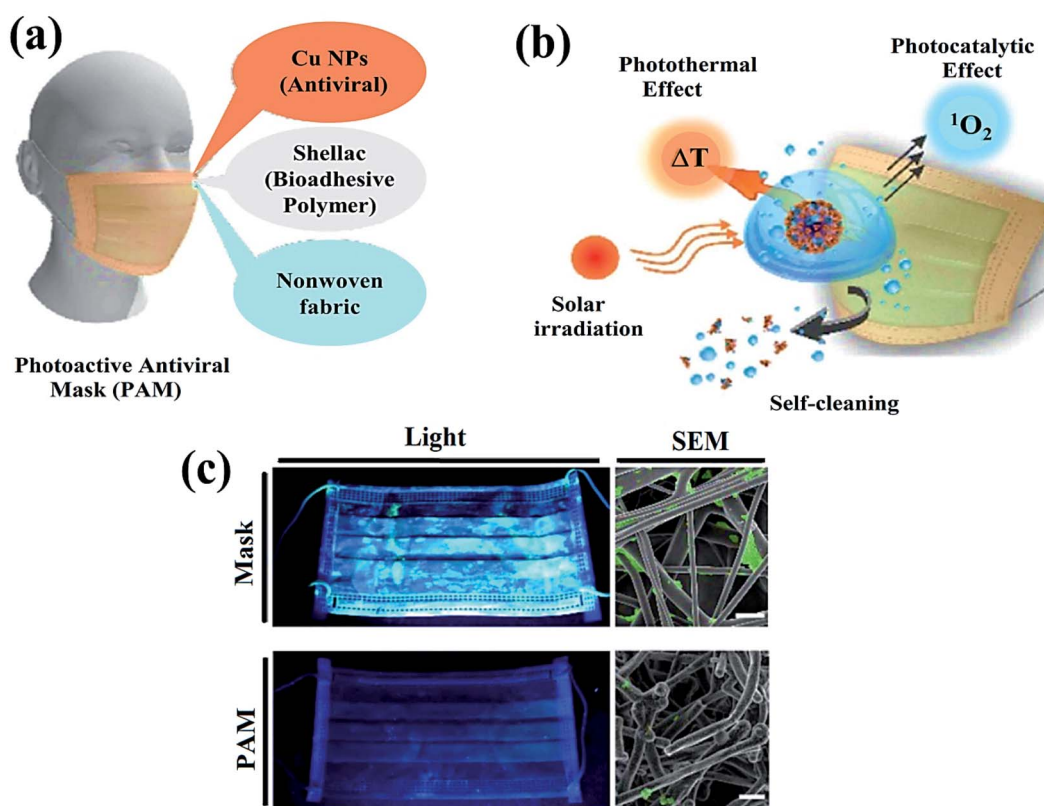 (a)
Cu NPs
(Antiviral)
Shellac
(Bioadhesive
Polymer)
Nonwoven
fabric
Photoactive Antiviral
Mask (PAM)
(b)
Photothermal
Effect
Photocatalytic
Effect
ΔT
¹O₂
Solar
irradiation
Self-cleaning
(c)
Light
SEM
Mask
PAM